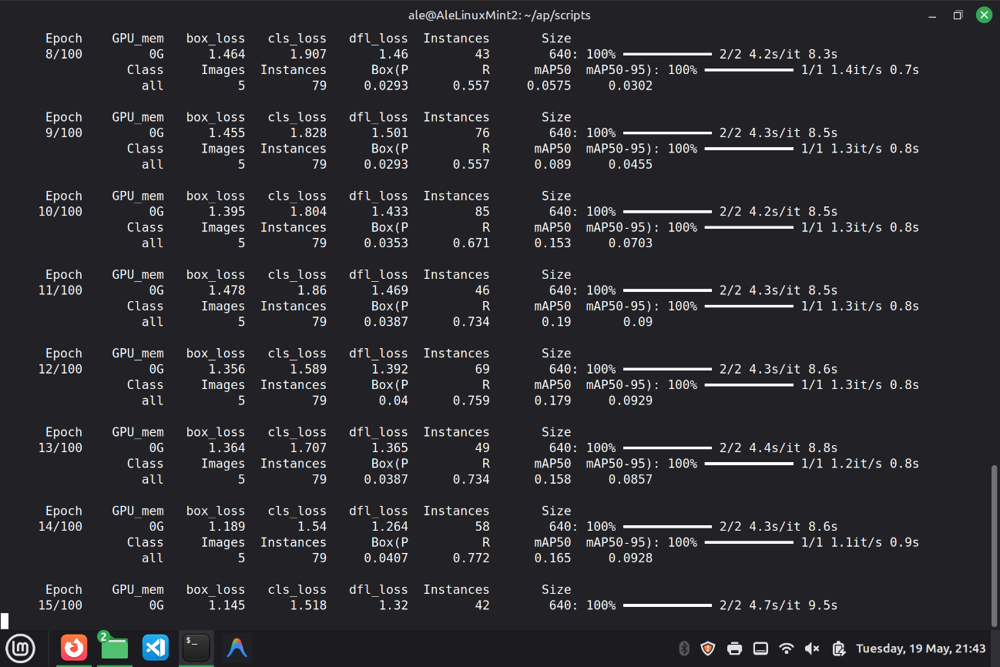 ale@AleLinuxMint2: ~/ap/scripts
Epoch GPU_mem box_loss cls_loss dfl_loss Instances Size
8/100 0G 1.464 1.907 1.46 43 640: 100% 2/2 4.2s/it 8.3s
Class Images Instances Box(P R mAP50 mAP50-95): 100% 1/1 1.4it/s 0.7s
all 5 79 0.0293 0.557 0.0575 0.0302
Epoch GPU_mem box_loss cls_loss dfl_loss Instances Size
9/100 0G 1.455 1.828 1.501 76 640: 100% 2/2 4.3s/it 8.5s
Class Images Instances Box(P R mAP50 mAP50-95): 100% 1/1 1.3it/s 0.8s
all 5 79 0.0293 0.557 0.089 0.0455
Epoch GPU_mem box_loss cls_loss dfl_loss Instances Size
10/100 0G 1.395 1.804 1.433 85 640: 100% 2/2 4.2s/it 8.5s
Class Images Instances Box(P R mAP50 mAP50-95): 100% 1/1 1.3it/s 0.8s
all 5 79 0.0353 0.671 0.153 0.0703
Epoch GPU_mem box_loss cls_loss dfl_loss Instances Size
11/100 0G 1.478 1.86 1.469 46 640: 100% 2/2 4.3s/it 8.5s
Class Images Instances Box(P R mAP50 mAP50-95): 100% 1/1 1.3it/s 0.8s
all 5 79 0.0387 0.734 0.19 0.09
Epoch GPU_mem box_loss cls_loss dfl_loss Instances Size
12/100 0G 1.356 1.589 1.392 69 640: 100% 2/2 4.3s/it 8.6s
Class Images Instances Box(P R mAP50 mAP50-95): 100% 1/1 1.3it/s 0.8s
all 5 79 0.04 0.759 0.179 0.0929
Epoch GPU_mem box_loss cls_loss dfl_loss Instances Size
13/100 0G 1.364 1.707 1.365 49 640: 100% 2/2 4.4s/it 8.8s
Class Images Instances Box(P R mAP50 mAP50-95): 100% 1/1 1.2it/s 0.8s
all 5 79 0.0387 0.734 0.158 0.0857
Epoch GPU_mem box_loss cls_loss dfl_loss Instances Size
14/100 0G 1.189 1.54 1.264 58 640: 100% 2/2 4.3s/it 8.6s
Class Images Instances Box(P R mAP50 mAP50-95): 100% 1/1 1.1it/s 0.9s
all 5 79 0.0407 0.772 0.165 0.0928
Epoch GPU_mem box_loss cls_loss dfl_loss Instances Size
15/100 0G 1.145 1.518 1.32 42 640: 100% 2/2 4.7s/it 9.5s
2
$_
Tuesday, 19 May, 21:43